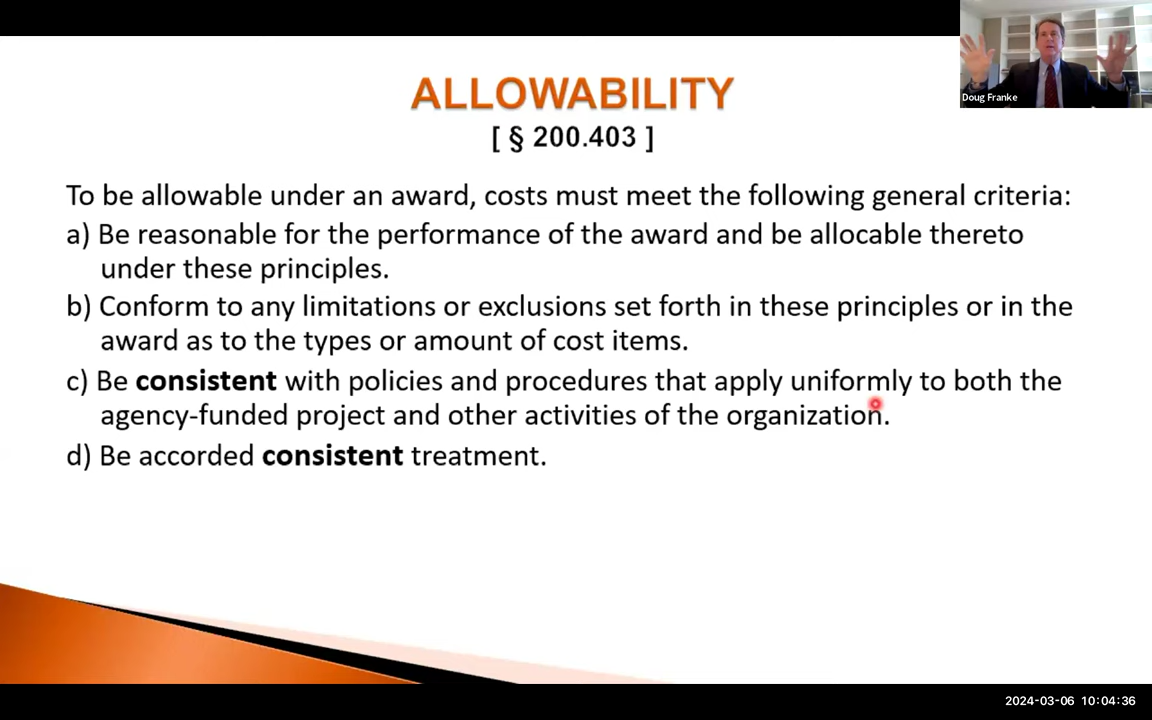 Doug Franke
ALLOWABILITY
[ § 200.403 ]
To be allowable under an award, costs must meet the following general criteria:
a) Be reasonable for the performance of the award and be allocable thereto
under these principles.
b) Conform to any limitations or exclusions set forth in these principles or in the
award as to the types or amount of cost items.
c) Be consistent with policies and procedures that apply uniformly to both the
agency-funded project and other activities of the organization.
d) Be accorded consistent treatment.
2024-03-06 10:04:36